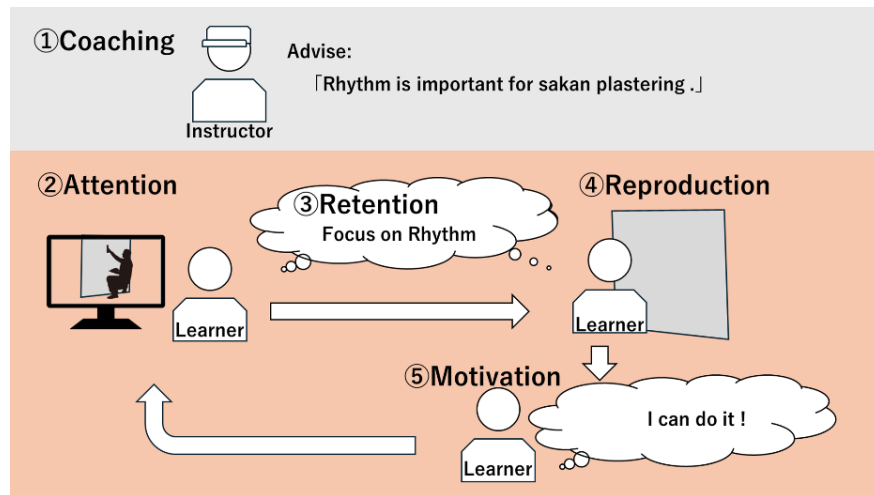 ①Coaching
Advise:
「Rhythm is important for sakan plastering .」
Instructor
②Attention
③Retention
Focus on Rhythm
④Reproduction
Learner
Learner
⑤Motivation
I can do it !
Learner